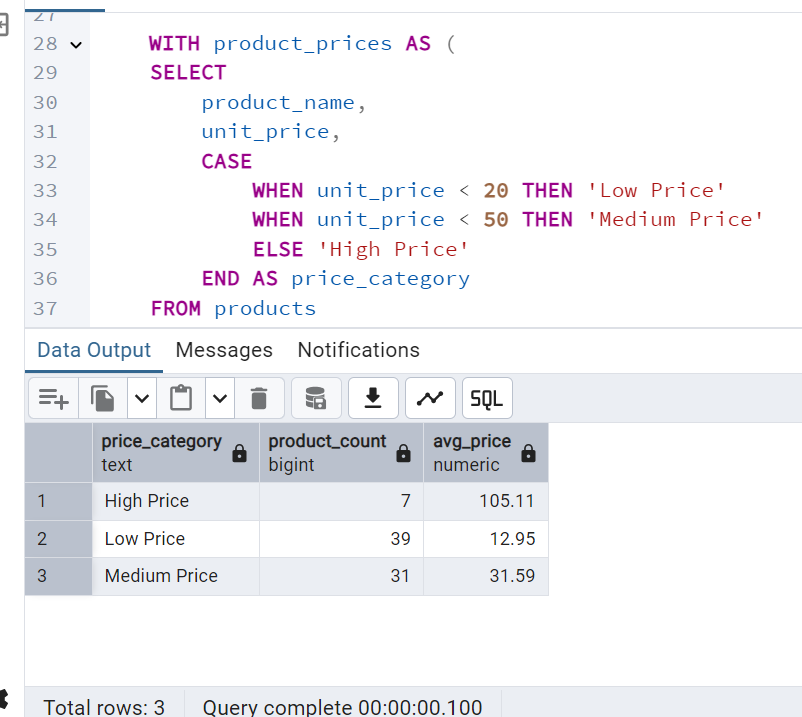 27
28 WITH product_prices AS (
29 SELECT
30 product_name,
31 unit_price,
32 CASE
33 WHEN unit_price < 20 THEN 'Low Price'
34 WHEN unit_price < 50 THEN 'Medium Price'
35 ELSE 'High Price'
36 END AS price_category
37 FROM products
Data Output Messages Notifications
SQL
price_category product_count avg_price
text bigint numeric
1 High Price 7 105.11
2 Low Price 39 12.95
3 Medium Price 31 31.59
Total rows: 3 Query complete 00:00:00.100